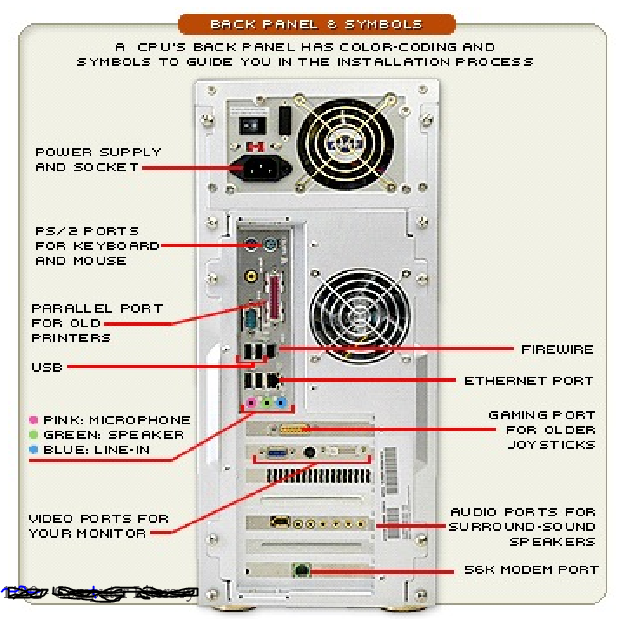 BACK PANEL & SYMBOLS
A CPU'S BACK PANEL HAS COLOR-CODING AND
SYMBOLS TO GUIDE YOU IN THE INSTALLATION PROCESS
POWER SUPPLY
AND SOCKET
PS/2 PORTS
FOR KEYBOARD
AND MOUSE
PARALLEL PORT
FOR OLD
PRINTERS
USB
PINK: MICROPHONE
GREEN: SPEAKER
BLUE: LINE-IN
VIDEO PORTS FOR
YOUR MONITOR
FIREWIRE
ETHERNET PORT
GAMING PORT
FOR OLDER
JOYSTICKS
AUDIO PORTS FOR
SURROUND-SOUND
SPEAKERS
56K MODEM PORT